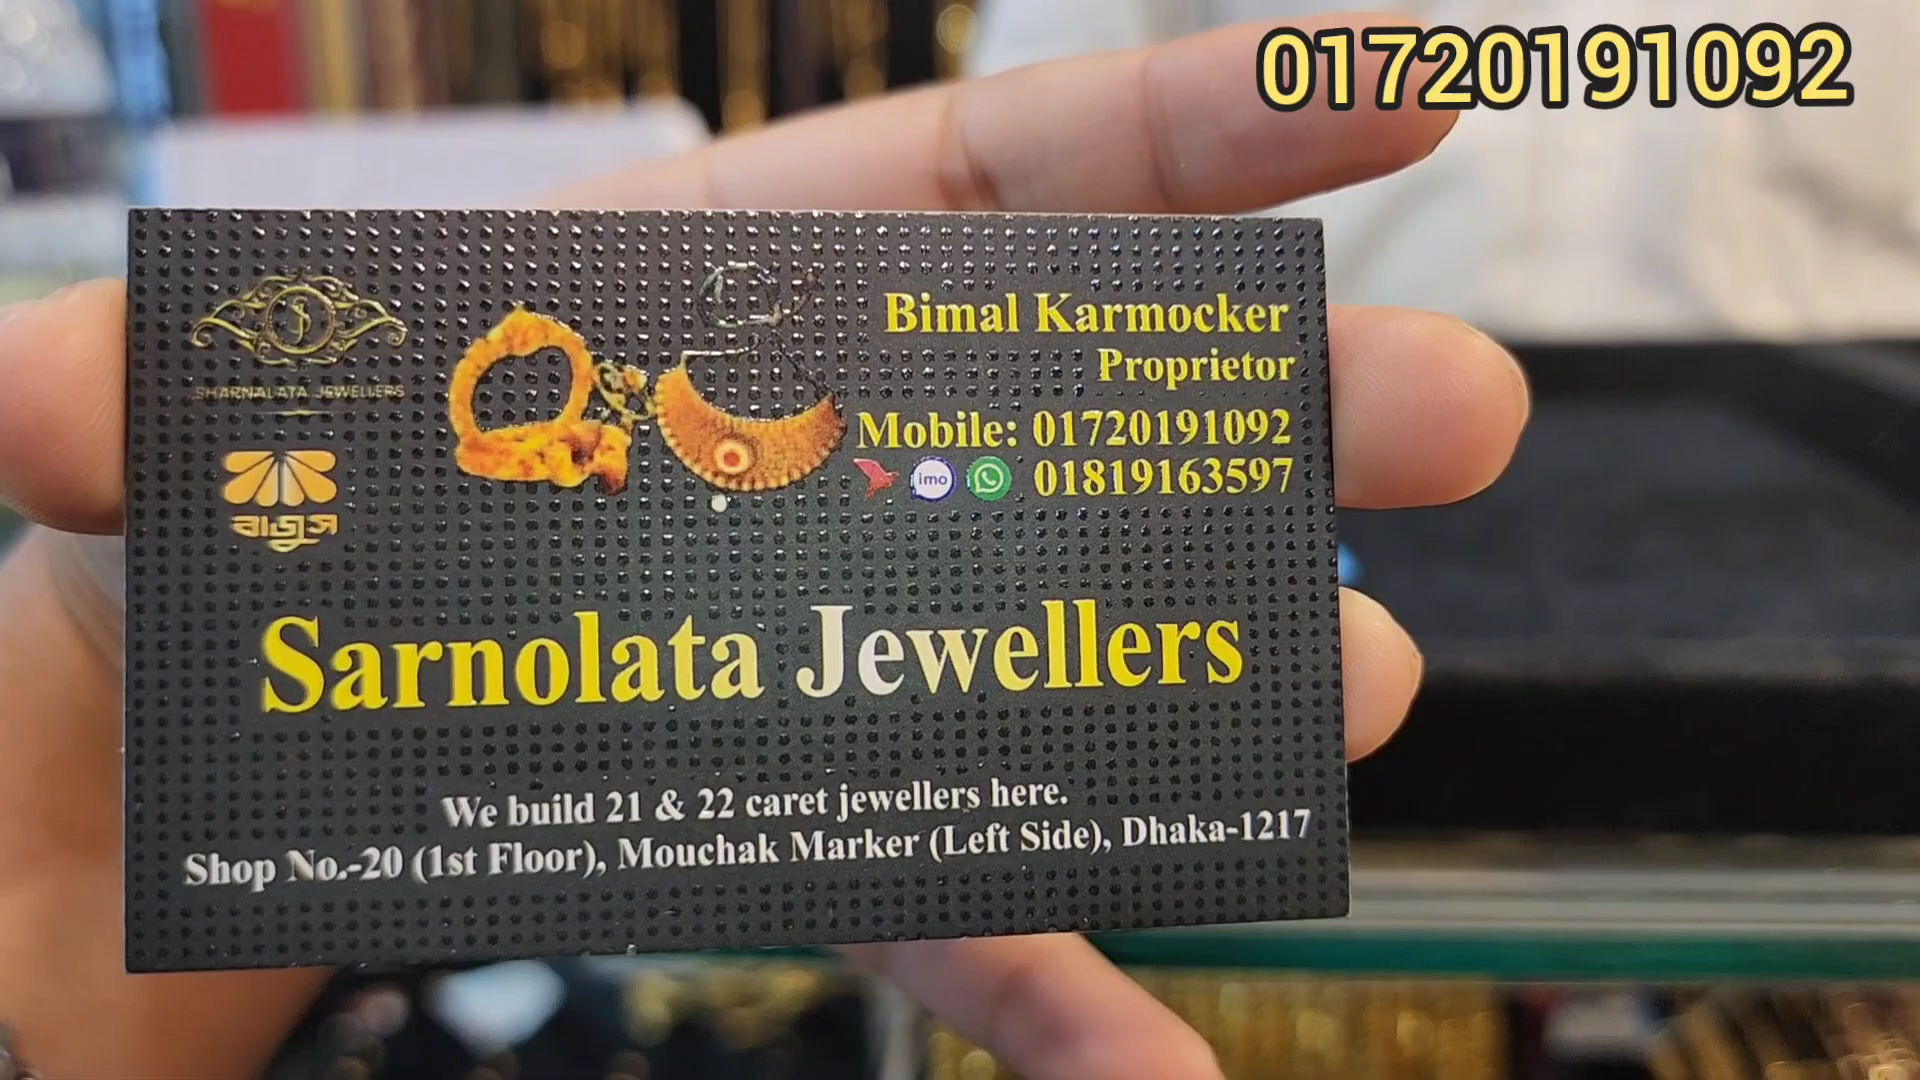 01720191092
SHARNALATA JEWELLERS
বাজুস
Bimal Karmocker
Proprietor
Mobile: 01720191092
imo 01819163597
Sarnolata Jewellers
We build 21 & 22 caret jewellers here.
Shop No.-20 (1st Floor), Mouchak Marker (Left Side), Dhaka-1217